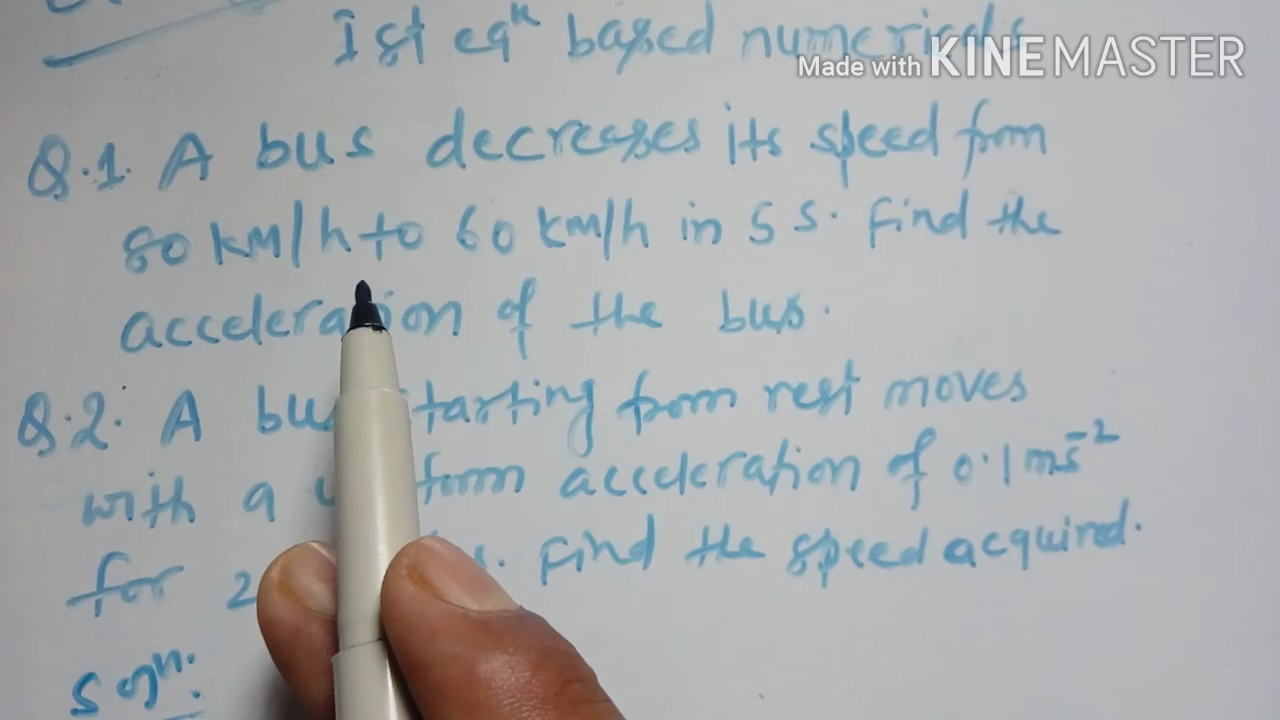 Ist eqn based numericals
Made with KINEMASTER
Q.1. A bus decreases its speed from
80 km/h to 60 km/h in 5 s. Find the
acceleration of the bus.
Q.2. A bus starting from rest moves
with a uniform acceleration of 0.1 ms-2
for 2 Find the speed acquired.
Soln.